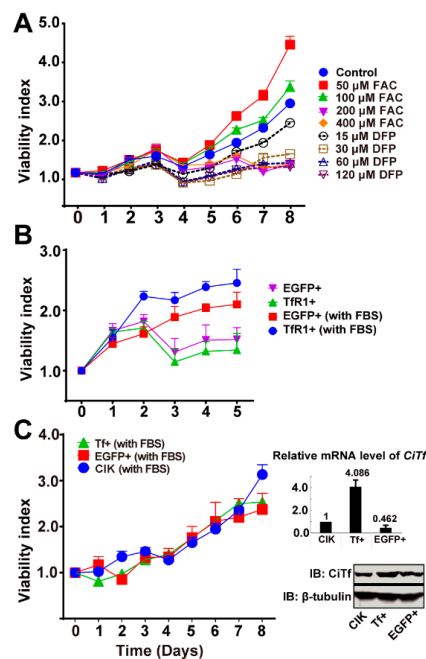 A
Viability index
5.0
4.0
3.0
2.0
1.0
0 1 2 3 4 5 6 7 8
Control
50 µM FAC
100 µM FAC
200 µM FAC
400 µM FAC
15 µM DFP
30 µM DFP
60 µM DFP
120 µM DFP
B
Viability index
3.0
2.0
1.0
0 1 2 3 4 5
EGFP+
TfR1+
EGFP+ (with FBS)
TfR1+ (with FBS)
C
Viability index
4.0
3.0
2.0
1.0
0 1 2 3 4 5 6 7 8
Time (Days)
Tf+ (with FBS)
EGFP+ (with FBS)
CIK (with FBS)
Relative mRNA level of CiTf
5
4
3
2
1
0
1
4.086
0.462
CIK Tf+ EGFP+
IB: CiTf
IB: β-tubulin
CIK Tf+ EGFP+